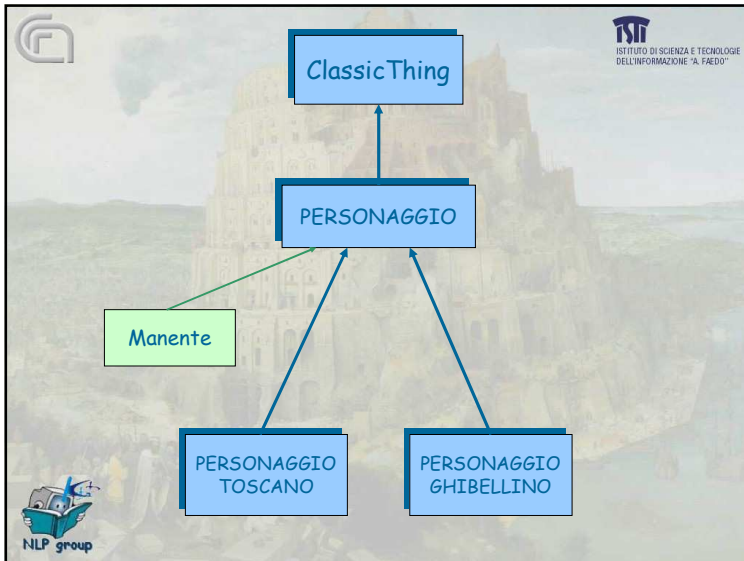 ISTITUTO DI SCIENZA E TECNOLOGIE
DELL'INFORMAZIONE "A. FAEDO"
ClassicThing
PERSONAGGIO
Manente
PERSONAGGIO
TOSCANO
PERSONAGGIO
GHIBELLINO
NLP group